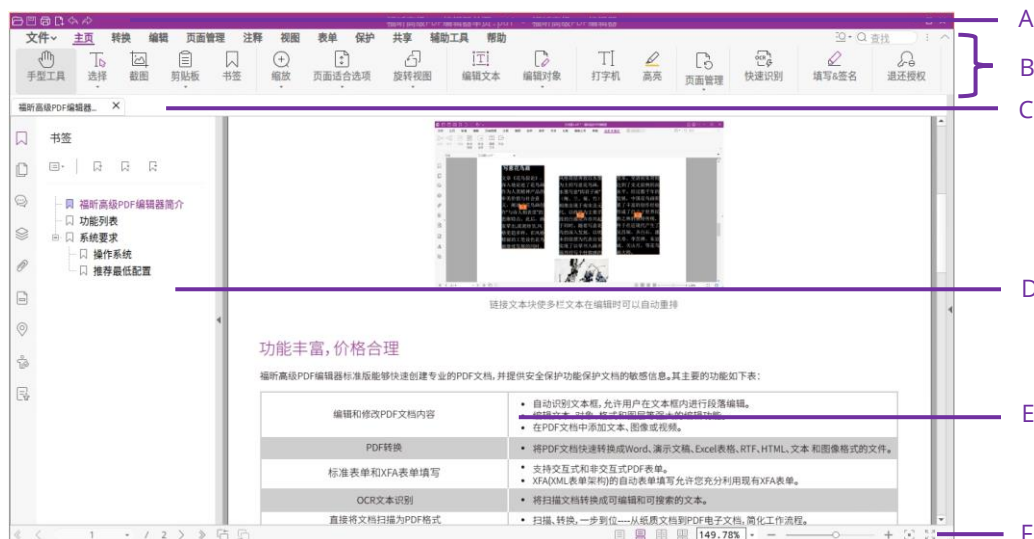 A
文件 主页 转换 编辑 页面管理 注释 视图 表单 保护 共享 辅助工具 帮助 查找
手型工具 选择 截图 剪贴板 书签 缩放 页面适合选项 旋转视图 编辑文本 编辑对象 打字机 高亮 页面管理 快速识别 填写&签名 退还授权
B
福昕高级PDF编辑器... X
C
书签
福昕高级PDF编辑器简介
功能列表
系统要求
操作系统
推荐最低配置
D
链接文本块使多栏文本在编辑时可以自动重排
功能丰富,价格合理
福昕高级PDF编辑器标准版能够快速创建专业的PDF文档,并提供安全保护功能保护文档的敏感信息。其主要的功能如下表:
编辑和修改PDF文档内容
• 自动识别文本框,允许用户在文本框内进行段落编辑。
• 在PDF文档中添加文本、图像或视频。
E
PDF转换
• 将PDF文档快速转换成Word、演示文稿、Excel表格、RTF、HTML、文本 和图像格式的文件。
标准表单和XFA表单填写
• 支持交互式和非交互式PDF表单。
• XFA(XML表单架构)的自动表单填写允许您充分利用现有XFA表单。
OCR文本识别
• 将扫描文档转换成可编辑和可搜索的文本。
直接将文档扫描为PDF格式
• 扫描、转换,一步到位----从纸质文档到PDF电子文档,简化工作流程。
1 / 2 149.78%
F